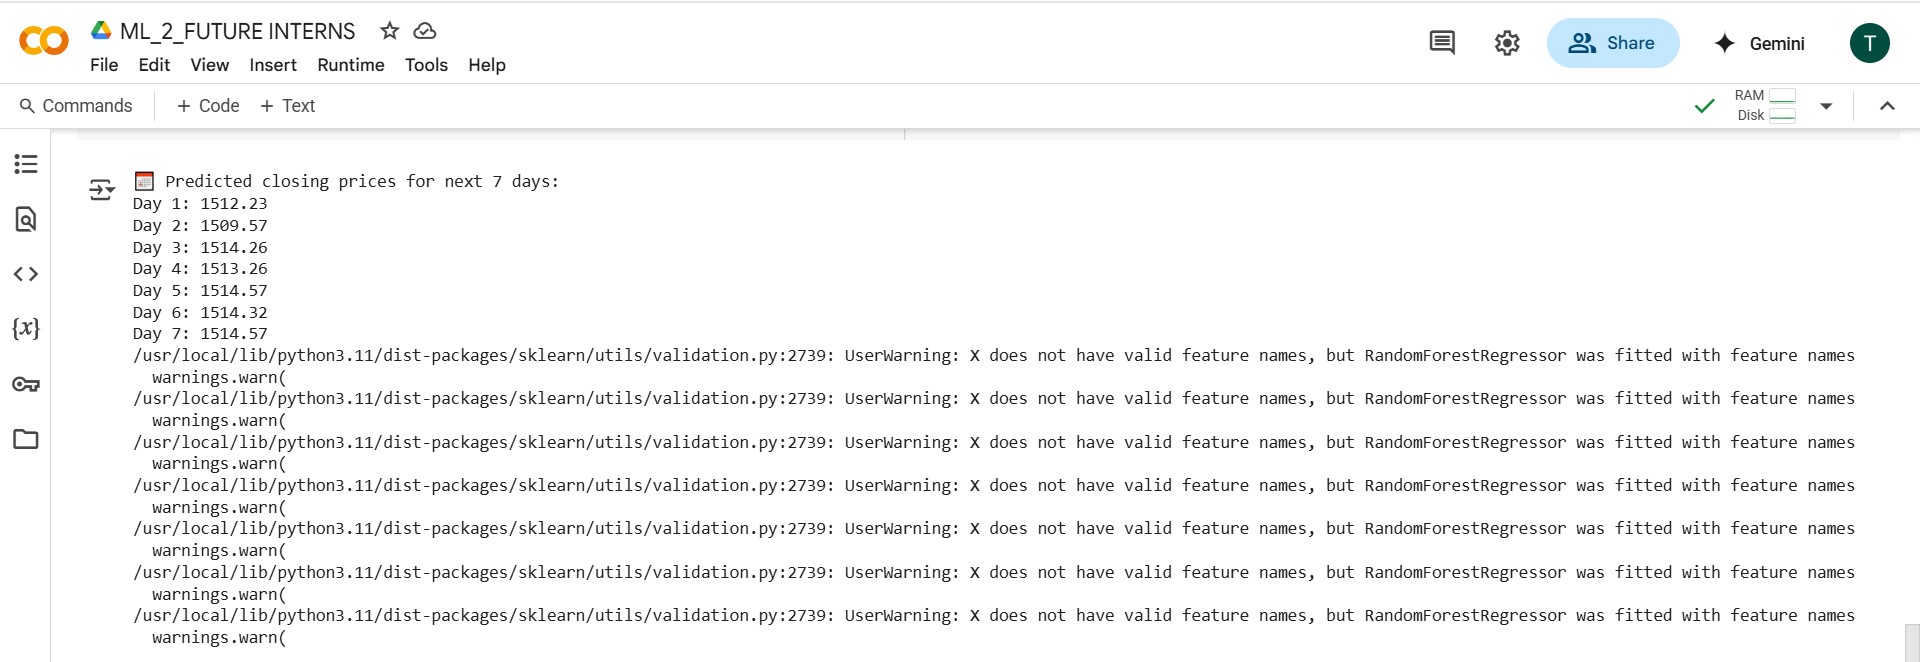 ML_2_FUTURE INTERNS
File Edit View Insert Runtime Tools Help
Share
Gemini
T
Commands + Code + Text
RAM
Disk
{x}
Predicted closing prices for next 7 days:
Day 1: 1512.23
Day 2: 1509.57
Day 3: 1514.26
Day 4: 1513.26
Day 5: 1514.57
Day 6: 1514.32
Day 7: 1514.57
/usr/local/lib/python3.11/dist-packages/sklearn/utils/validation.py:2739: UserWarning: X does not have valid feature names, but RandomForestRegressor was fitted with feature names
warnings.warn(
/usr/local/lib/python3.11/dist-packages/sklearn/utils/validation.py:2739: UserWarning: X does not have valid feature names, but RandomForestRegressor was fitted with feature names
warnings.warn(
/usr/local/lib/python3.11/dist-packages/sklearn/utils/validation.py:2739: UserWarning: X does not have valid feature names, but RandomForestRegressor was fitted with feature names
warnings.warn(
/usr/local/lib/python3.11/dist-packages/sklearn/utils/validation.py:2739: UserWarning: X does not have valid feature names, but RandomForestRegressor was fitted with feature names
warnings.warn(
/usr/local/lib/python3.11/dist-packages/sklearn/utils/validation.py:2739: UserWarning: X does not have valid feature names, but RandomForestRegressor was fitted with feature names
warnings.warn(
/usr/local/lib/python3.11/dist-packages/sklearn/utils/validation.py:2739: UserWarning: X does not have valid feature names, but RandomForestRegressor was fitted with feature names
warnings.warn(
/usr/local/lib/python3.11/dist-packages/sklearn/utils/validation.py:2739: UserWarning: X does not have valid feature names, but RandomForestRegressor was fitted with feature names
warnings.warn(